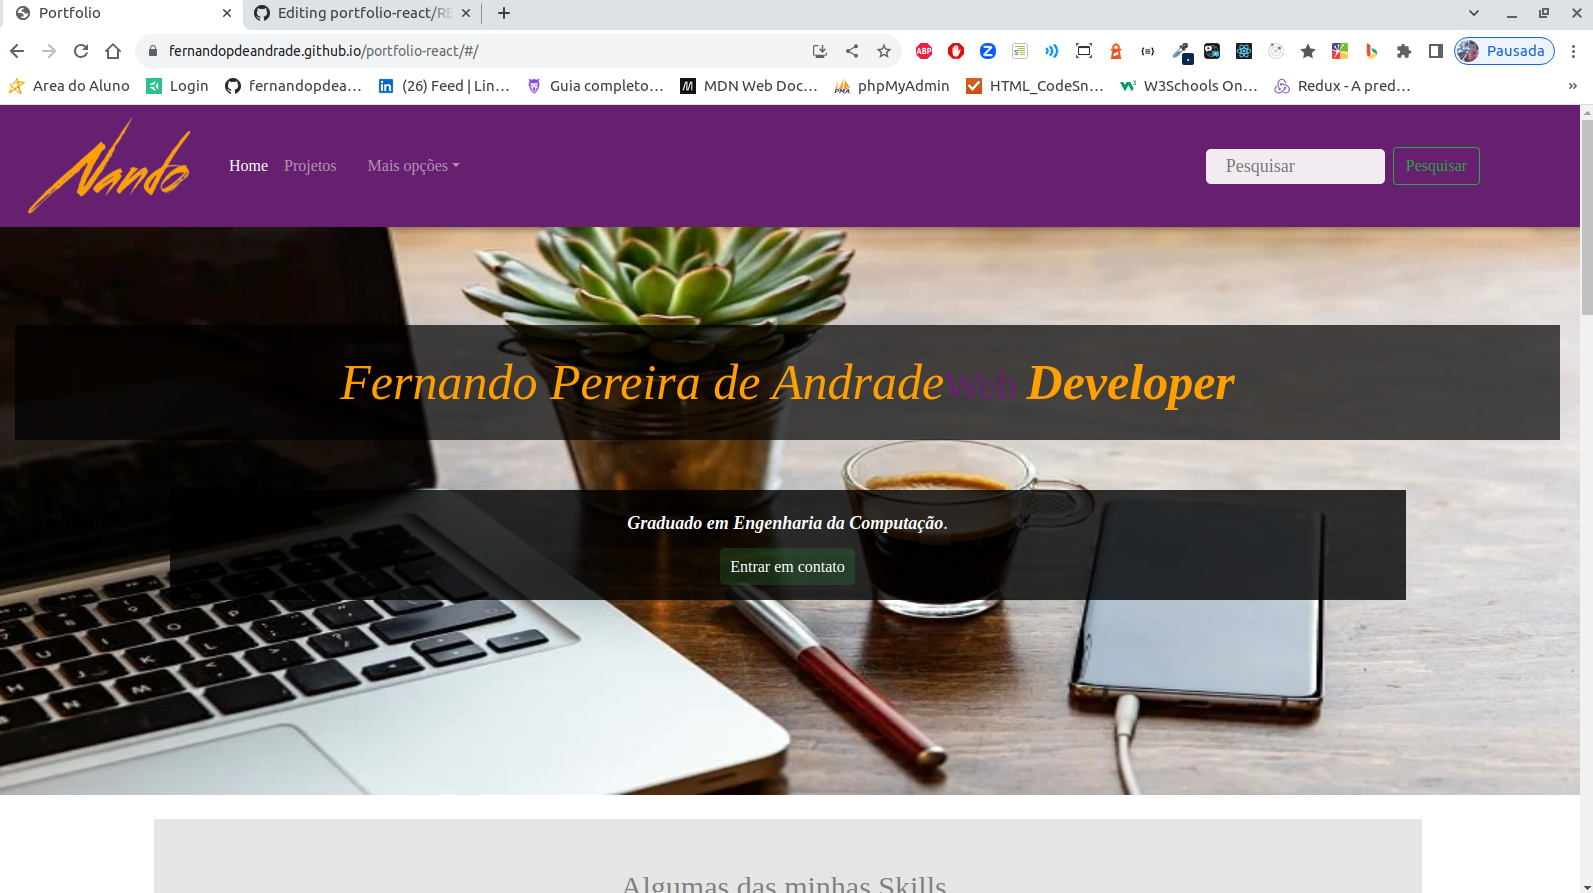 Portfolio
Editing portfolio-react/RE
fernandopdeandrade.github.io/portfolio-react/#/
ABP
Pausada
Area do Aluno
Login
fernandopdea...
(26) Feed | Lin...
Guia completo...
MDN Web Doc...
phpMyAdmin
HTML_CodeSn...
W3Schools On...
Redux - A pred...
Nando
Home
Projetos
Mais opções
Pesquisar
Pesquisar
Fernando Pereira de AndradeWeb Developer
Graduado em Engenharia da Computação.
Entrar em contato
Algumas das minhas Skills